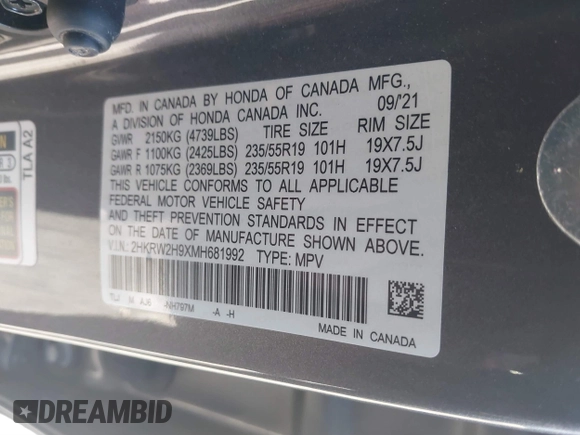 MFD. IN CANADA BY HONDA OF CANADA MFG.,
A DIVISION OF HONDA CANADA INC. 09/'21
GVWR 2150KG (4739LBS) TIRE SIZE RIM SIZE
GAWR F 1100KG (2425LBS) 235/55R19 101H 19X7.5J
GAWR R 1075KG (2369LBS) 235/55R19 101H 19X7.5J
THIS VEHICLE CONFORMS TO ALL APPLICABLE
FEDERAL MOTOR VEHICLE SAFETY
AND THEFT PREVENTION STANDARDS IN EFFECT
ON THE DATE OF MANUFACTURE SHOWN ABOVE.
V.I.N.: 2HKRW2H9XMH681992 TYPE: MPV
TLJ M AJ6 -NH797M -A -H
MADE IN CANADA
TLA A2
DREAMBID